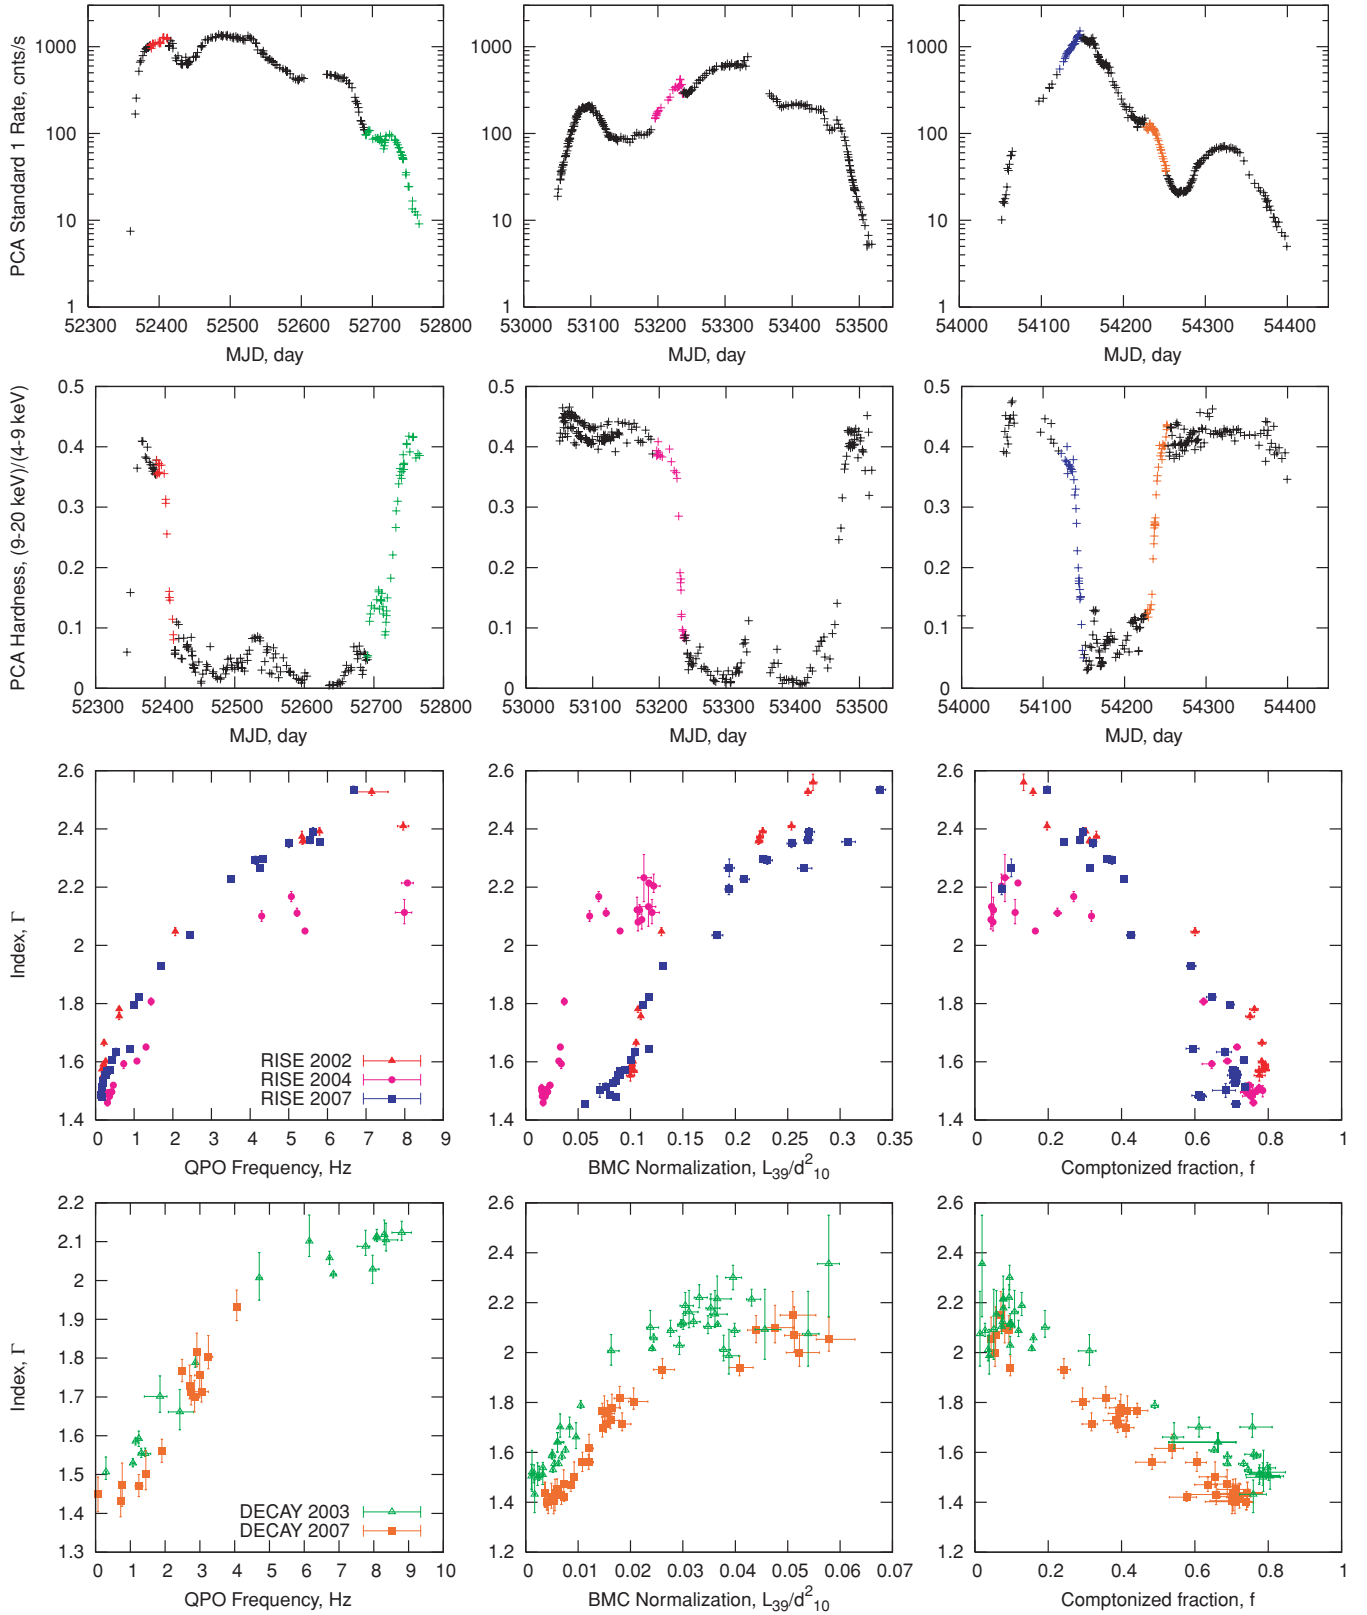 PCA Standard 1 Rate, cnts/s
1000
100
10
1
52300 52400 52500 52600 52700 52800
MJD, day
1000
100
10
1
53000 53100 53200 53300 53400 53500
MJD, day
1000
100
10
1
54000 54100 54200 54300 54400
MJD, day
PCA Hardness, (9-20 keV)/(4-9 keV)
0.5
0.4
0.3
0.2
0.1
0
52300 52400 52500 52600 52700 52800
MJD, day
0.5
0.4
0.3
0.2
0.1
0
53000 53100 53200 53300 53400 53500
MJD, day
0.5
0.4
0.3
0.2
0.1
0
54000 54100 54200 54300 54400
MJD, day
Index, Γ
2.6
2.4
2.2
2
1.8
1.6
1.4
RISE 2002
RISE 2004
RISE 2007
0 1 2 3 4 5 6 7 8 9
QPO Frequency, Hz
2.6
2.4
2.2
2
1.8
1.6
1.4
0 0.05 0.1 0.15 0.2 0.25 0.3 0.35
BMC Normalization, L39/d²10
2.6
2.4
2.2
2
1.8
1.6
1.4
0 0.2 0.4 0.6 0.8 1
Comptonized fraction, f
Index, Γ
2.2
2.1
2
1.9
1.8
1.7
1.6
1.5
1.4
1.3
DECAY 2003
DECAY 2007
0 1 2 3 4 5 6 7 8 9 10
QPO Frequency, Hz
2.6
2.4
2.2
2
1.8
1.6
1.4
1.2
0 0.01 0.02 0.03 0.04 0.05 0.06 0.07
BMC Normalization, L39/d²10
2.6
2.4
2.2
2
1.8
1.6
1.4
1.2
0 0.2 0.4 0.6 0.8 1
Comptonized fraction, f